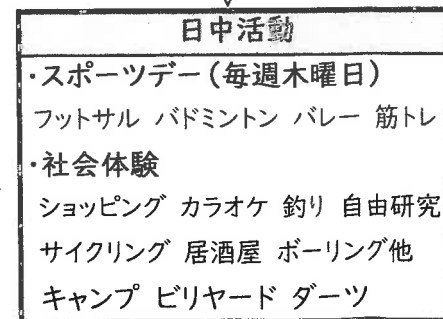 日中活動
・スポーツデー(毎週木曜日)
フットサル バドミントン バレー 筋トレ
・社会体験
ショッピング カラオケ 釣り 自由研究
サイクリング 居酒屋 ボーリング他
キャンプ ビリヤード ダーツ